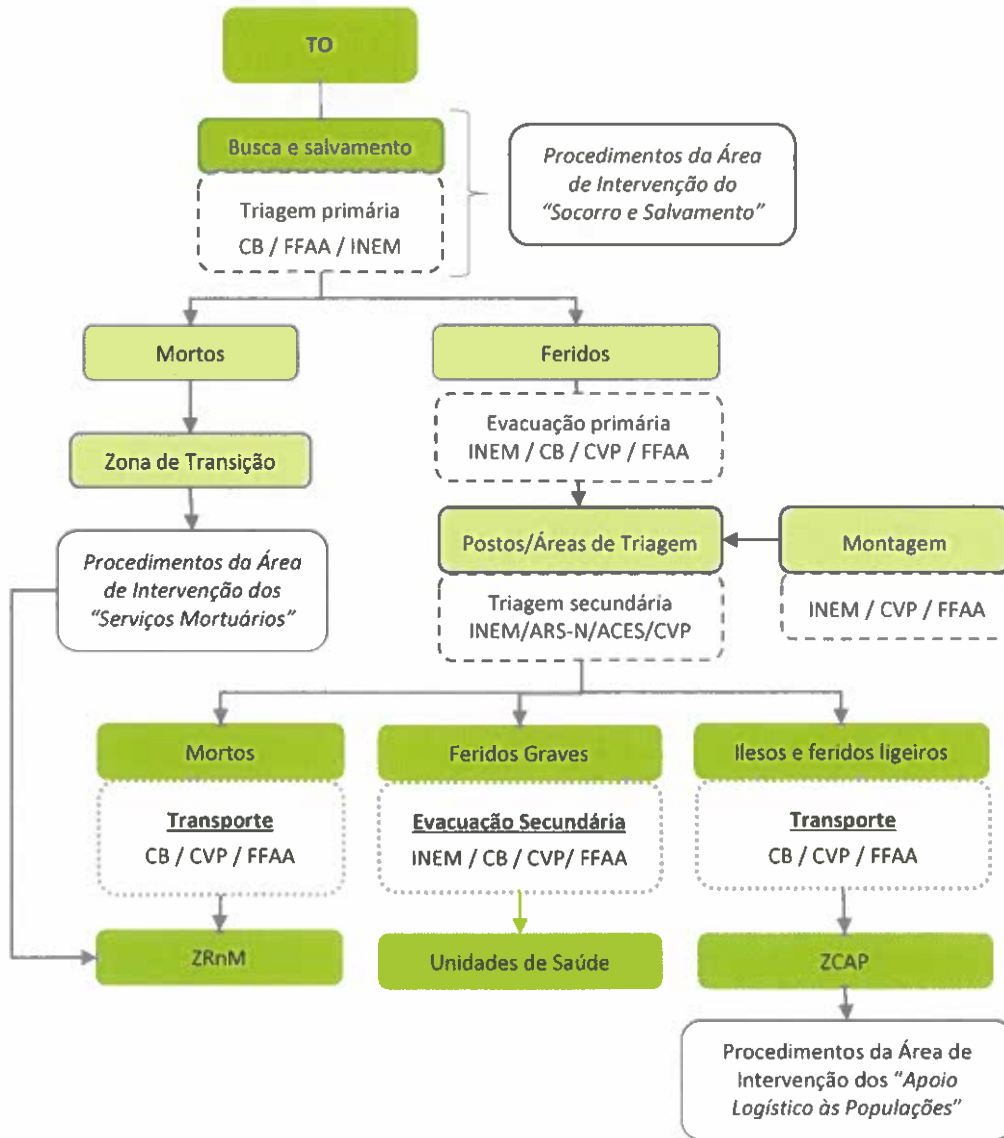 TO
Busca e salvamento
Triagem primária
CB / FFAA / INEM
Procedimentos da Área
de Intervenção do
“Socorro e Salvamento”
Mortos
Feridos
Evacuação primária
INEM / CB / CVP / FFAA
Zona de Transição
Postos/Áreas de Triagem
Montagem
Procedimentos da Área
de Intervenção dos
“Serviços Mortuários”
Triagem secundária
INEM/ARS-N/ACES/CVP
INEM / CVP / FFAA
Mortos
Feridos Graves
Ilesos e feridos ligeiros
Transporte
CB / CVP / FFAA
Evacuação Secundária
INEM / CB / CVP/ FFAA
Transporte
CB / CVP / FFAA
ZRnM
Unidades de Saúde
ZCAP
Procedimentos da Área de
Intervenção dos “Apoio
Logístico às Populações”